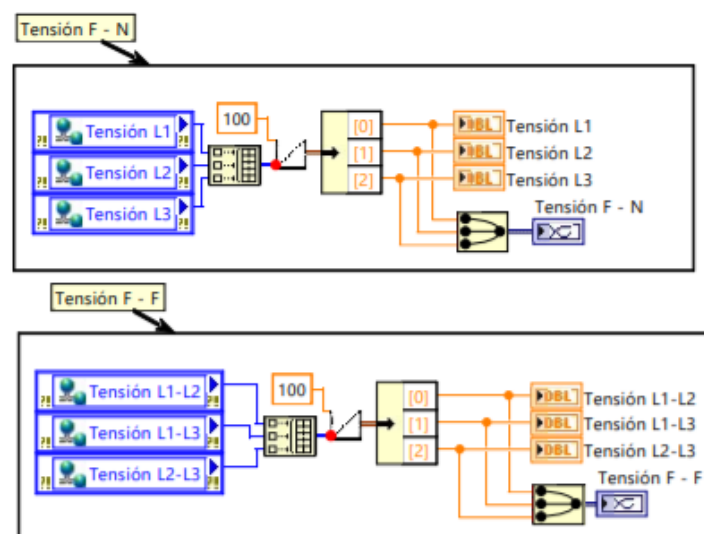 Tensión F - N
100
Tensión L1
Tensión L2
Tensión L3
?!
?!
?!
?!
?!
?!
[0]
[1]
[2]
DBL
Tensión L1
DBL
Tensión L2
DBL
Tensión L3
Tensión F - N
Tensión F - F
100
Tensión L1-L2
Tensión L1-L3
Tensión L2-L3
?!
?!
?!
?!
?!
?!
[0]
[1]
[2]
DBL
Tensión L1-L2
DBL
Tensión L1-L3
DBL
Tensión L2-L3
Tensión F - F